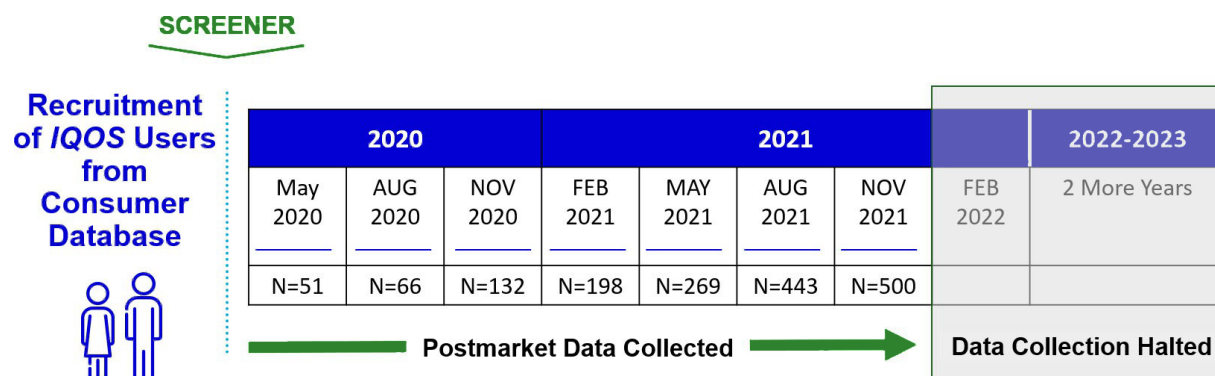 SCREENER
Recruitment
of IQOS Users
from
Consumer
Database
2020 2021 2022-2023
May AUG NOV FEB MAY AUG NOV FEB 2 More Years
2020 2020 2020 2021 2021 2021 2021 2022
N=51 N=66 N=132 N=198 N=269 N=443 N=500
Postmarket Data Collected Data Collection Halted